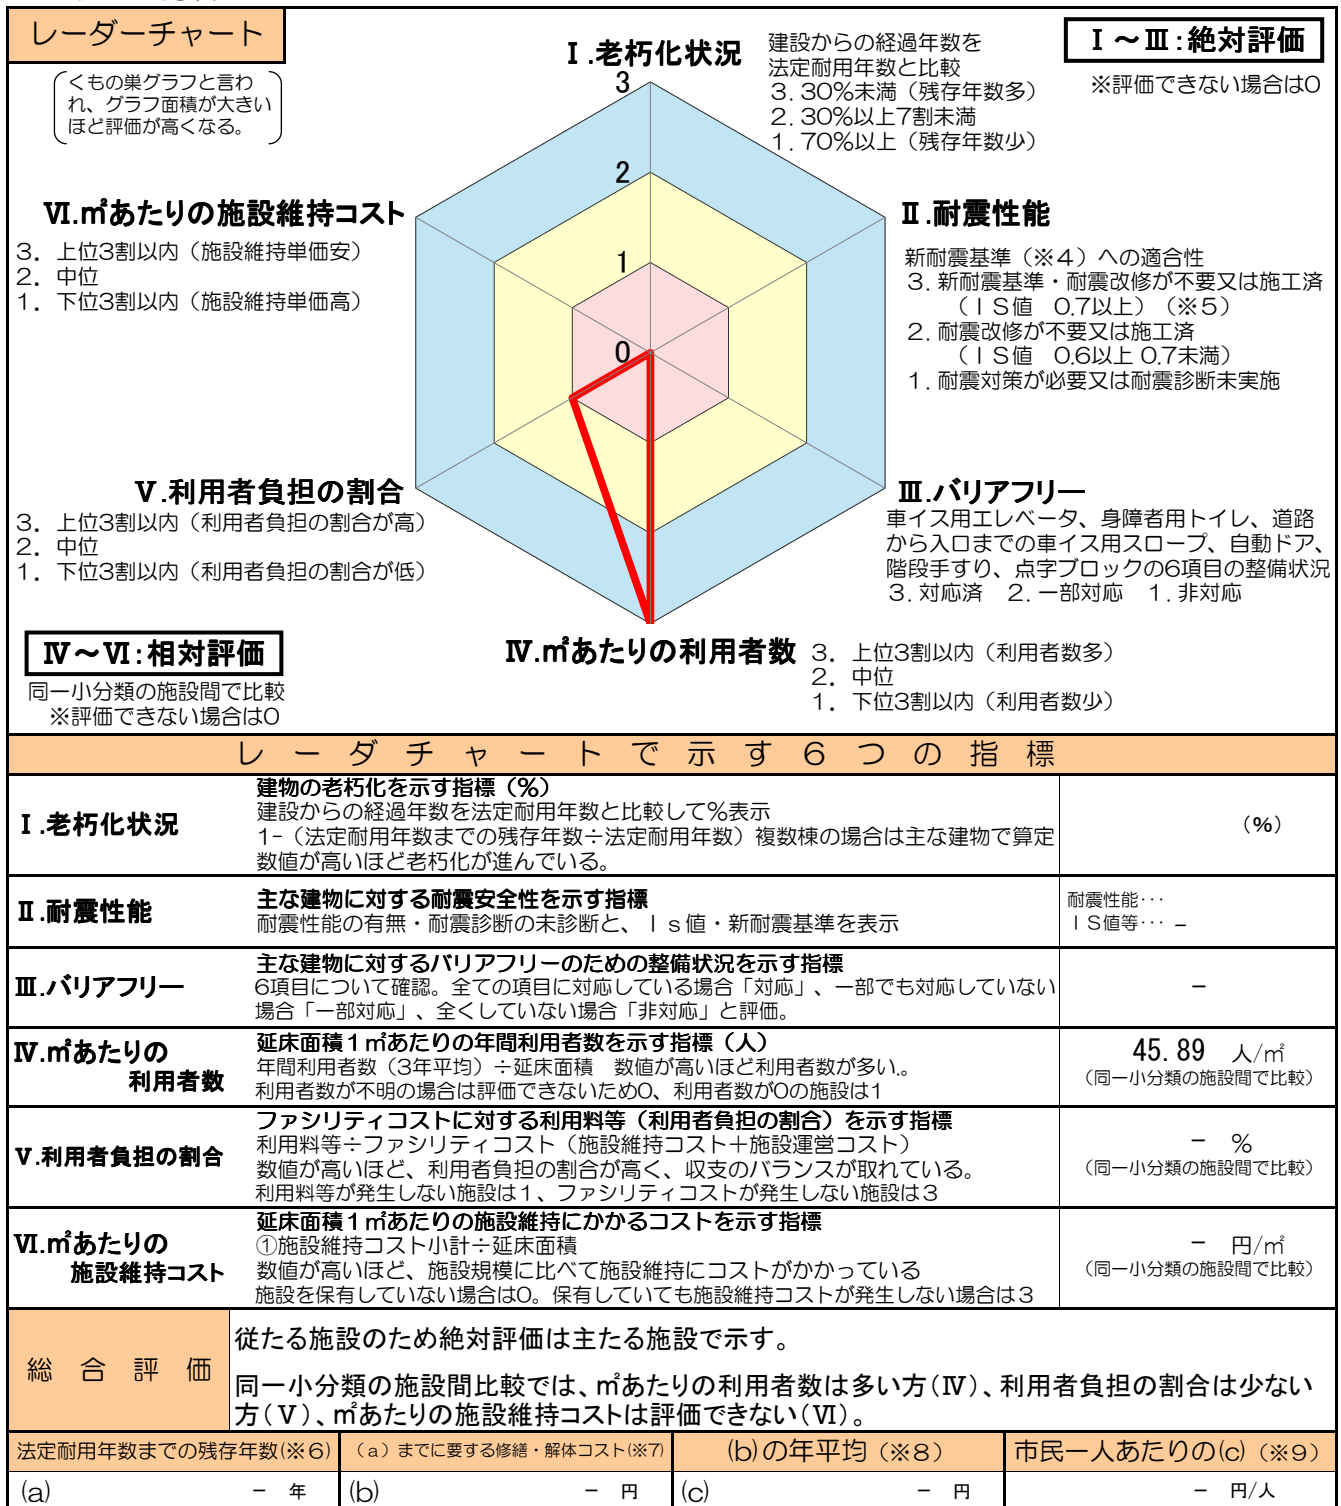 レーダーチャート
くもの巣グラフと言わ
れ、グラフ面積が大きい
ほど評価が高くなる。
Ⅰ.老朽化状況
建設からの経過年数を
法定耐用年数と比較
3. 30%未満（残存年数多）
2. 30%以上7割未満
1. 70%以上（残存年数少）
Ⅰ～Ⅲ:絶対評価
※評価できない場合は0
3
2
1
0
Ⅵ.㎡あたりの施設維持コスト
3. 上位3割以内（施設維持単価安）
2. 中位
1. 下位3割以内（施設維持単価高）
Ⅱ.耐震性能
新耐震基準（※4）への適合性
3. 新耐震基準・耐震改修が不要又は施工済
（ＩＳ値 0.7以上）（※5）
2. 耐震改修が不要又は施工済
（ＩＳ値 0.6以上 0.7未満）
1. 耐震対策が必要又は耐震診断未実施
Ⅴ.利用者負担の割合
3. 上位3割以内（利用者負担の割合が高）
2. 中位
1. 下位3割以内（利用者負担の割合が低）
Ⅲ.バリアフリー
車イス用エレベータ、身障者用トイレ、道路
から入口までの車イス用スロープ、自動ドア、
階段手すり、点字ブロックの6項目の整備状況
3. 対応済 2. 一部対応 1. 非対応
Ⅳ～Ⅵ:相対評価
同一小分類の施設間で比較
※評価できない場合は0
Ⅳ.㎡あたりの利用者数
3. 上位3割以内（利用者数多）
2. 中位
1. 下位3割以内（利用者数少）
レーダチャートで示す6つの指標
Ⅰ.老朽化状況
建物の老朽化を示す指標（%）
建設からの経過年数を法定耐用年数と比較して%表示
1-（法定耐用年数までの残存年数÷法定耐用年数）複数棟の場合は主な建物で算定
数値が高いほど老朽化が進んでいる。
（%）
Ⅱ.耐震性能
主な建物に対する耐震安全性を示す指標
耐震性能の有無・耐震診断の未診断と、Ｉｓ値・新耐震基準を表示
耐震性能…
ＩＳ値等… －
Ⅲ.バリアフリー
主な建物に対するバリアフリーのための整備状況を示す指標
6項目について確認。全ての項目に対応している場合「対応」、一部でも対応していない
場合「一部対応」、全くしていない場合「非対応」と評価。
－
Ⅳ.㎡あたりの
利用者数
延床面積１㎡あたりの年間利用者数を示す指標（人）
年間利用者数（3年平均）÷延床面積 数値が高いほど利用者数が多い。
利用者数が不明の場合は評価できないため0、利用者数が0の施設は1
45.89 人/㎡
（同一小分類の施設間で比較）
Ⅴ.利用者負担の割合
ファシリティコストに対する利用料等（利用者負担の割合）を示す指標
利用料等÷ファシリティコスト（施設維持コスト＋施設運営コスト）
数値が高いほど、利用者負担の割合が高く、収支のバランスが取れている。
利用料等が発生しない施設は１、ファシリティコストが発生しない施設は３
－ %
（同一小分類の施設間で比較）
Ⅵ.㎡あたりの
施設維持コスト
延床面積１㎡あたりの施設維持にかかるコストを示す指標
①施設維持コスト小計÷延床面積
数値が高いほど、施設規模に比べて施設維持にコストがかかっている
施設を保有していない場合は0。保有していても施設維持コストが発生しない場合は３
－ 円/㎡
（同一小分類の施設間で比較）
総合評価
従たる施設のため絶対評価は主たる施設で示す。
同一小分類の施設間比較では、㎡あたりの利用者数は多い方(Ⅳ)、利用者負担の割合は少ない
方(Ⅴ)、㎡あたりの施設維持コストは評価できない(Ⅵ)。
法定耐用年数までの残存年数(※6)
（a）までに要する修繕・解体コスト(※7)
(b)の年平均（※8）
市民一人あたりの(c)（※9）
(a) － 年
(b) － 円
(c) － 円
－ 円/人